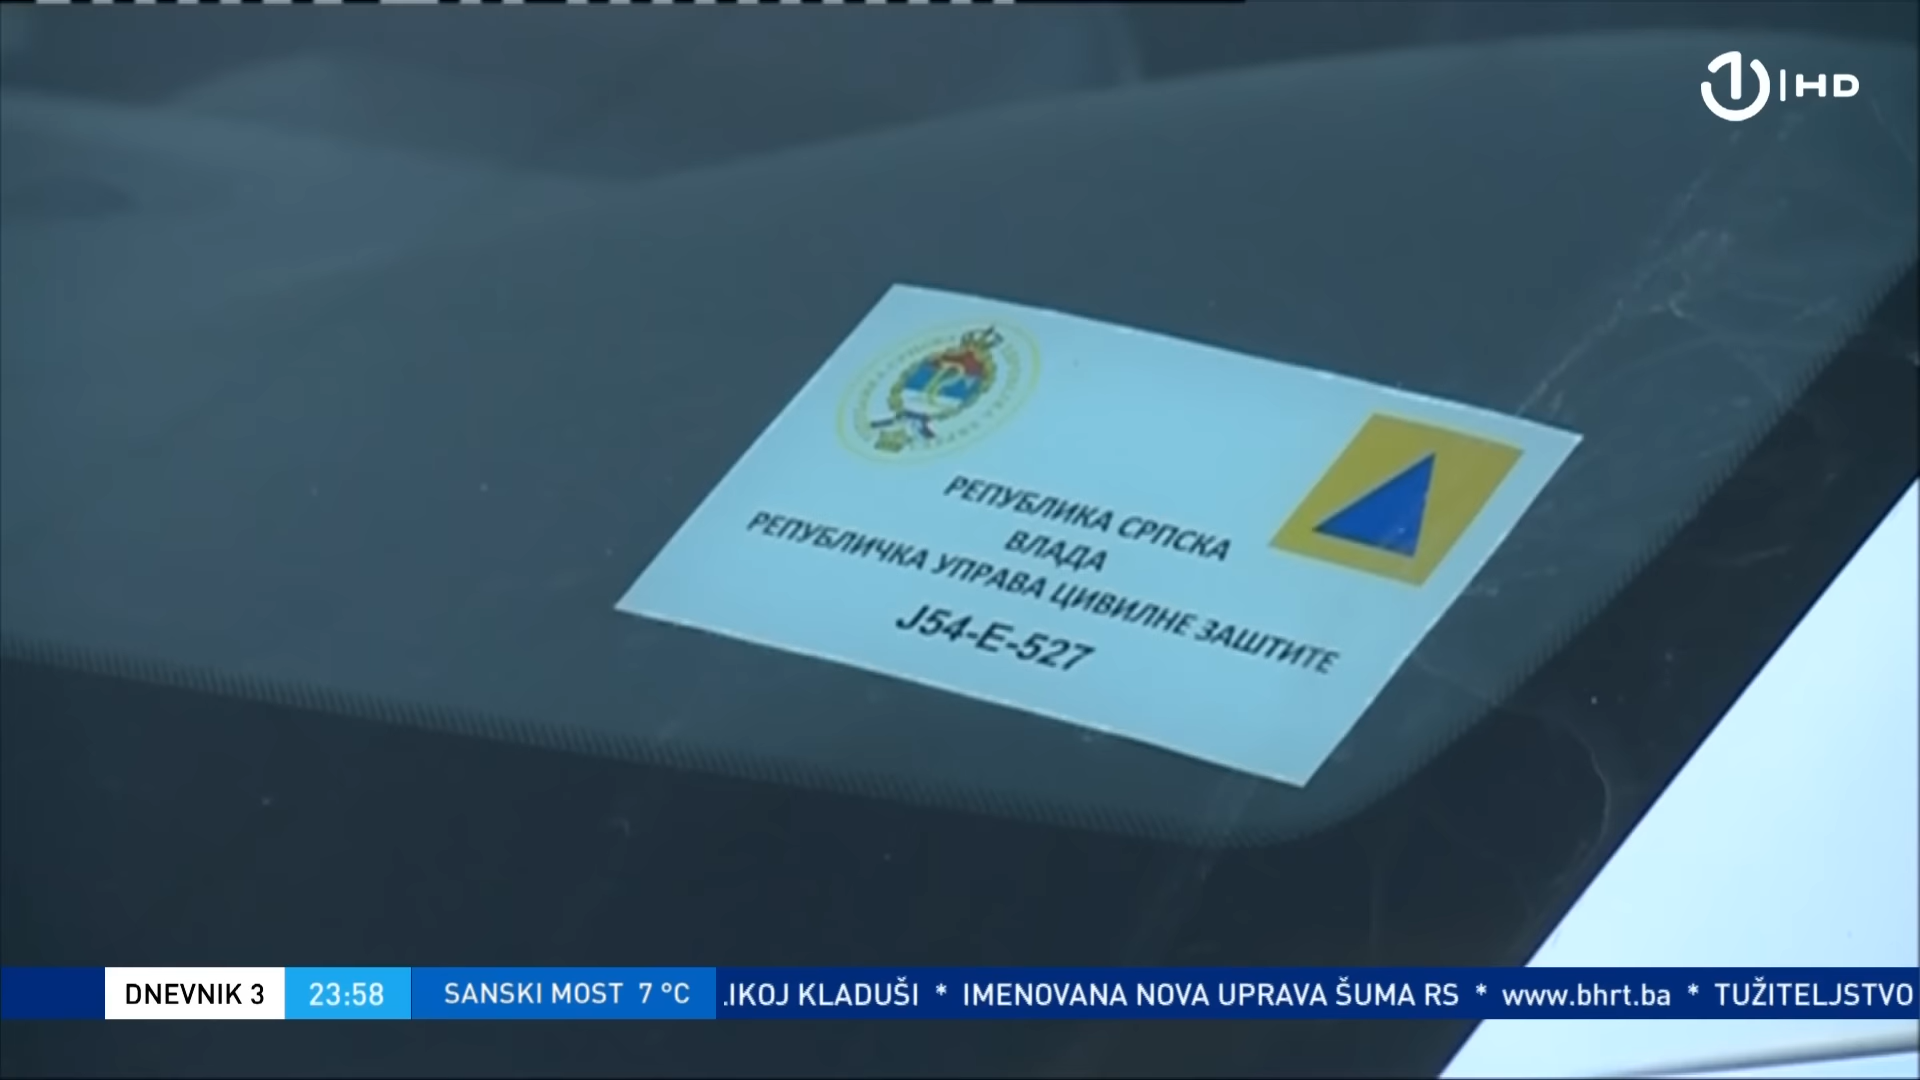 1 HD
РЕПУБЛИКА СРПСКА
ВЛАДА
РЕПУБЛИЧКА УПРАВА ЦИВИЛНЕ ЗАШТИТЕ
J54-E-527
DNEVNIK 3 23:58 SANSKI MOST 7 °C .IKOJ KLADUŠI * IMENOVANA NOVA UPRAVA ŠUMA RS * www.bhrt.ba * TUŽITELJSTVO